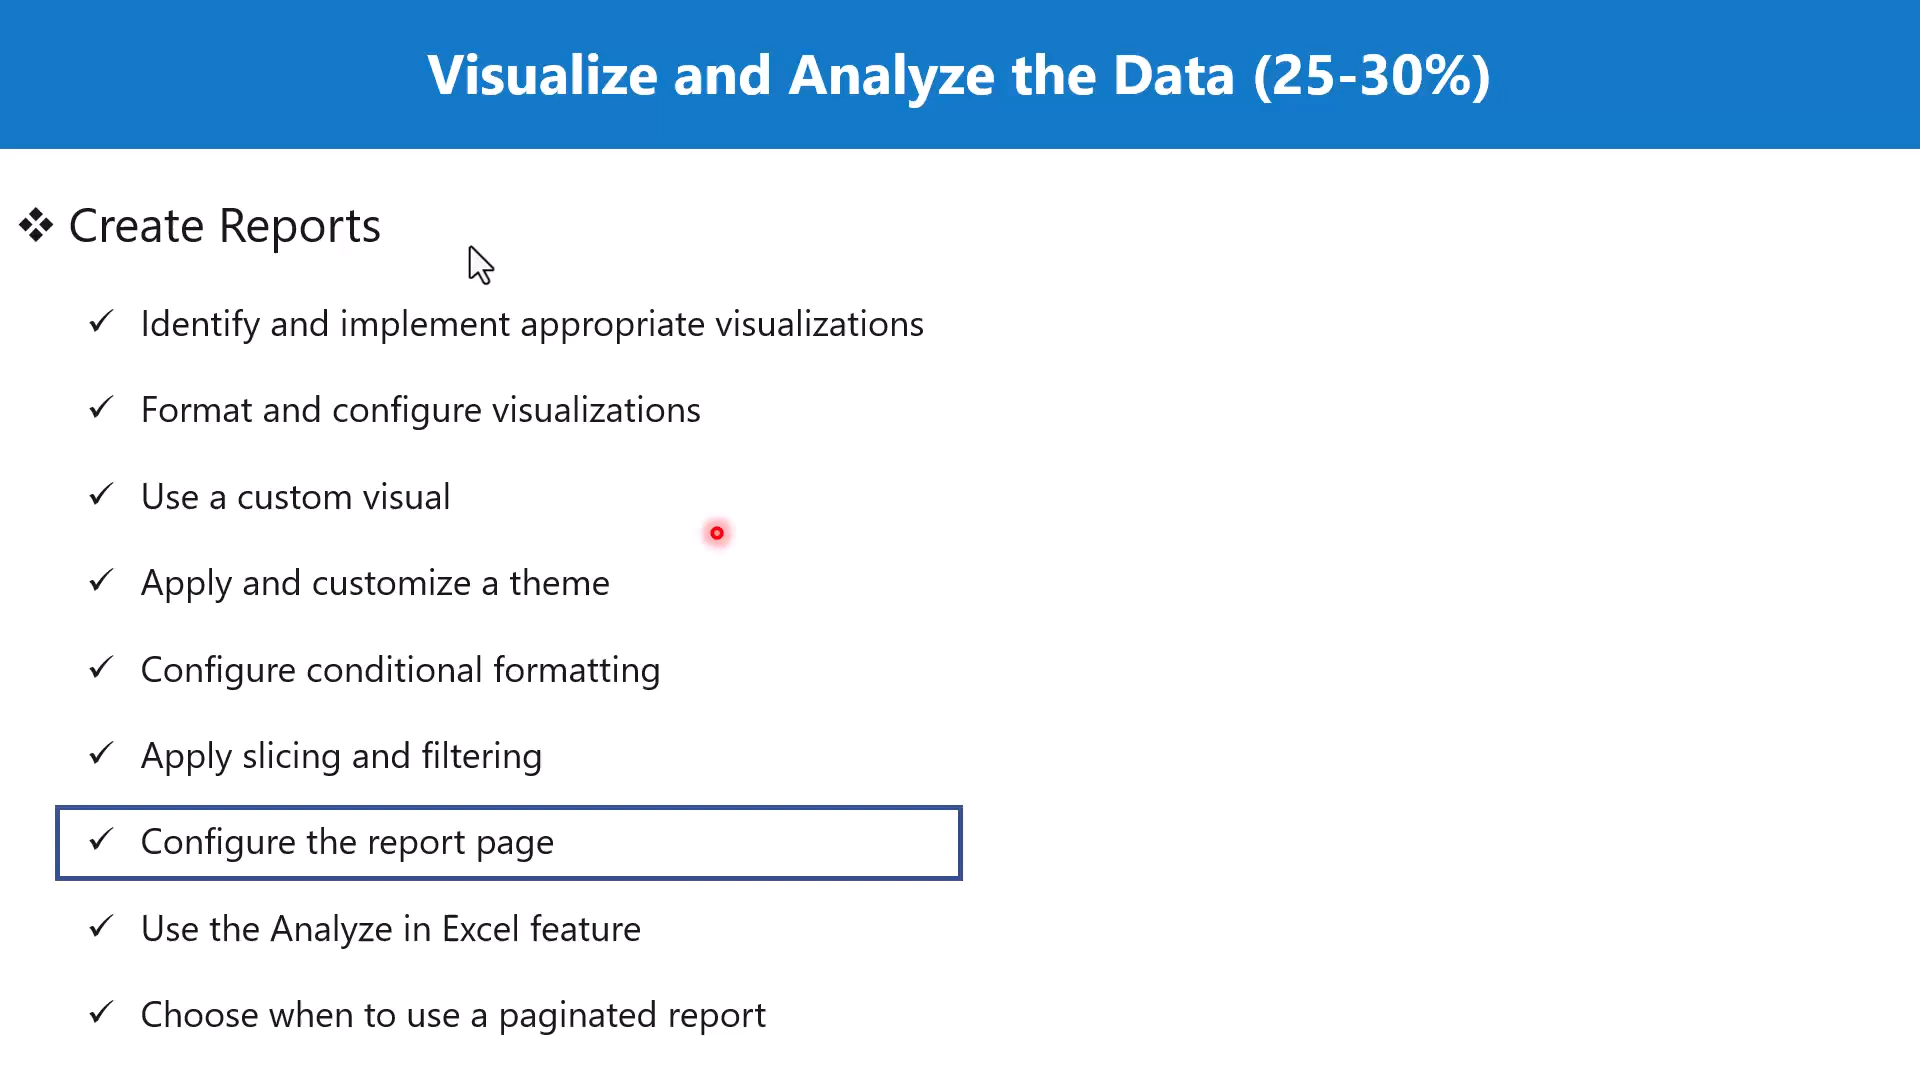 Visualize and Analyze the Data (25-30%)
❖ Create Reports
✓ Identify and implement appropriate visualizations
✓ Format and configure visualizations
✓ Use a custom visual
✓ Apply and customize a theme
✓ Configure conditional formatting
✓ Apply slicing and filtering
✓ Configure the report page
✓ Use the Analyze in Excel feature
✓ Choose when to use a paginated report